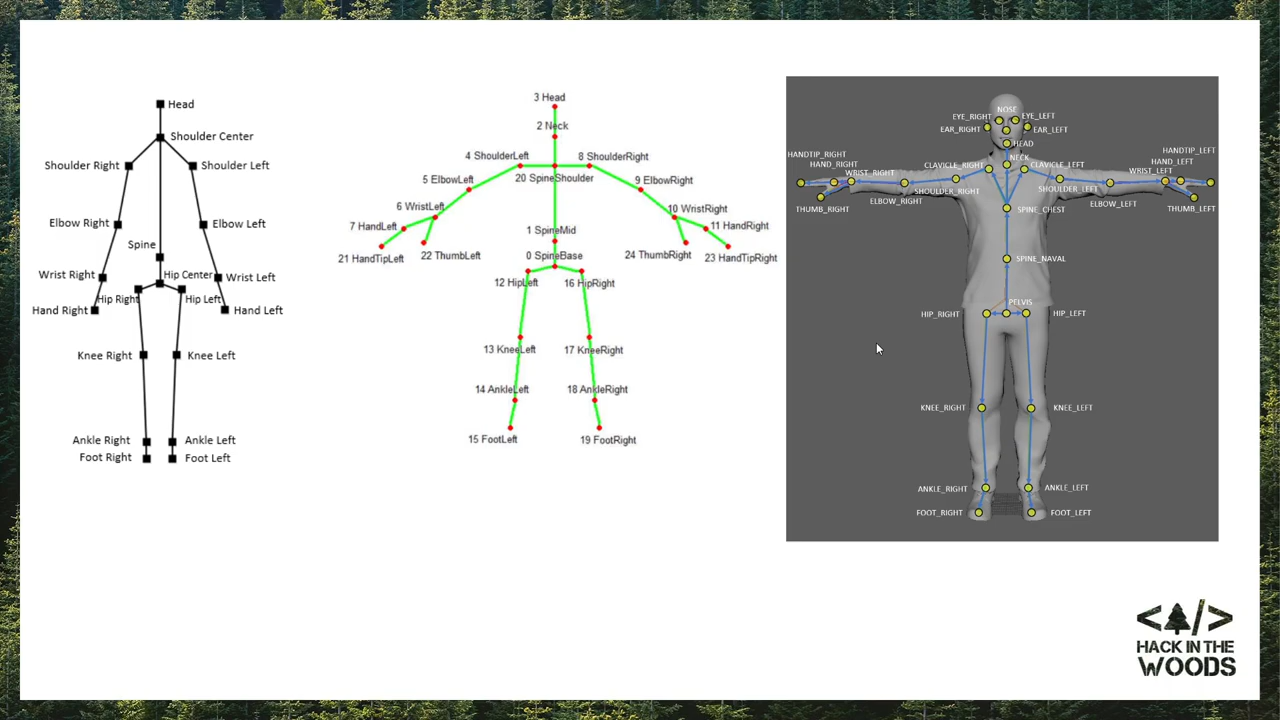 Head
Shoulder Center
Shoulder Right
Shoulder Left
Elbow Right
Elbow Left
Spine
Wrist Right
Hip Center
Wrist Left
Hip Right
Hip Left
Hand Right
Hand Left
Knee Right
Knee Left
Ankle Right
Ankle Left
Foot Right
Foot Left
3 Head
2 Neck
4 ShoulderLeft
8 ShoulderRight
20 SpineShoulder
5 ElbowLeft
9 ElbowRight
6 WristLeft
10 WristRight
7 HandLeft
11 HandRight
1 SpineMid
21 HandTipLeft
22 ThumbLeft
0 SpineBase
24 ThumbRight
23 HandTipRight
12 HipLeft
16 HipRight
13 KneeLeft
17 KneeRight
14 AnkleLeft
18 AnkleRight
15 FootLeft
19 FootRight
NOSE
EYE_RIGHT
EYE_LEFT
EAR_RIGHT
EAR_LEFT
HEAD
HANDTIP_RIGHT
NECK
HANDTIP_LEFT
HAND_RIGHT
CLAVICLE_RIGHT
CLAVICLE_LEFT
HAND_LEFT
WRIST_RIGHT
WRIST_LEFT
SHOULDER_RIGHT
SHOULDER_LEFT
ELBOW_RIGHT
ELBOW_LEFT
THUMB_RIGHT
SPINE_CHEST
THUMB_LEFT
SPINE_NAVAL
PELVIS
HIP_RIGHT
HIP_LEFT
KNEE_RIGHT
KNEE_LEFT
ANKLE_RIGHT
ANKLE_LEFT
FOOT_RIGHT
FOOT_LEFT
HACK IN THE
WOODS